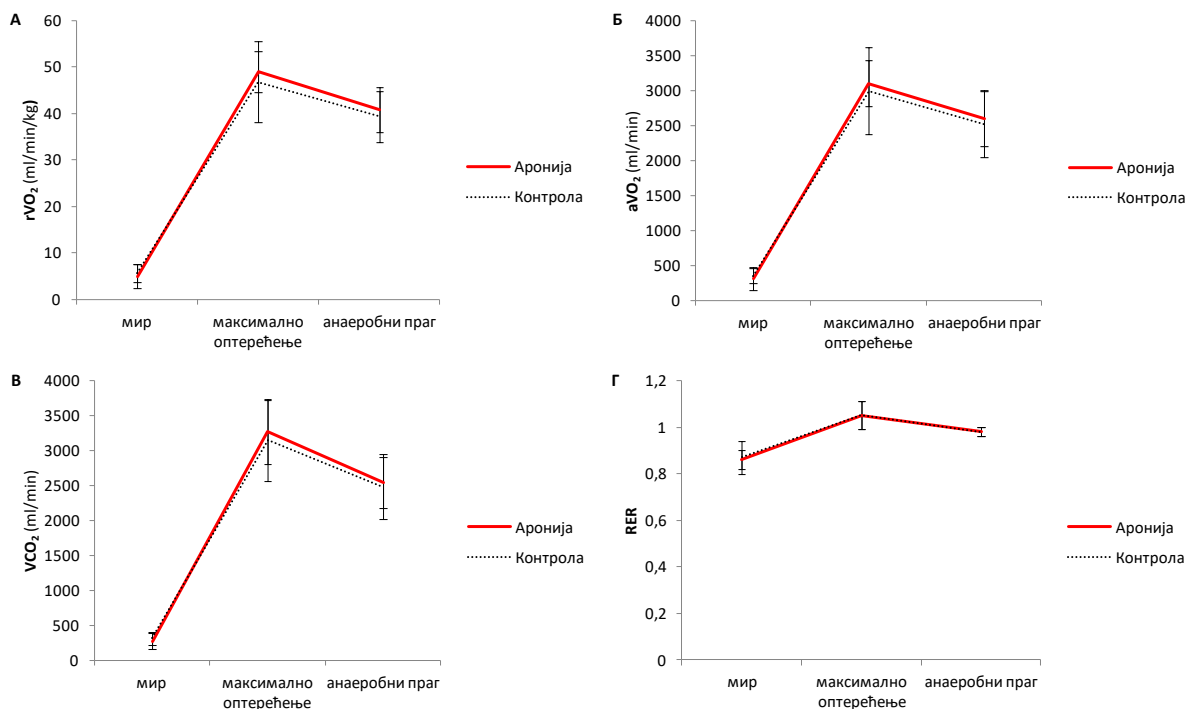 А
rVO₂ (ml/min/kg)
60
50
40
30
20
10
0
мир
максимално
оптерећење
анаеробни праг
Аронија
Контрола
Б
aVO₂ (ml/min)
4000
3500
3000
2500
2000
1500
1000
500
0
мир
максимално
оптерећење
анаеробни праг
Аронија
Контрола
В
VCO₂ (ml/min)
4000
3500
3000
2500
2000
1500
1000
500
0
мир
максимално
оптерећење
анаеробни праг
Аронија
Контрола
Г
RER
1,2
1
0,8
0,6
0,4
0,2
0
мир
максимално
оптерећење
анаеробни праг
Аронија
Контрола